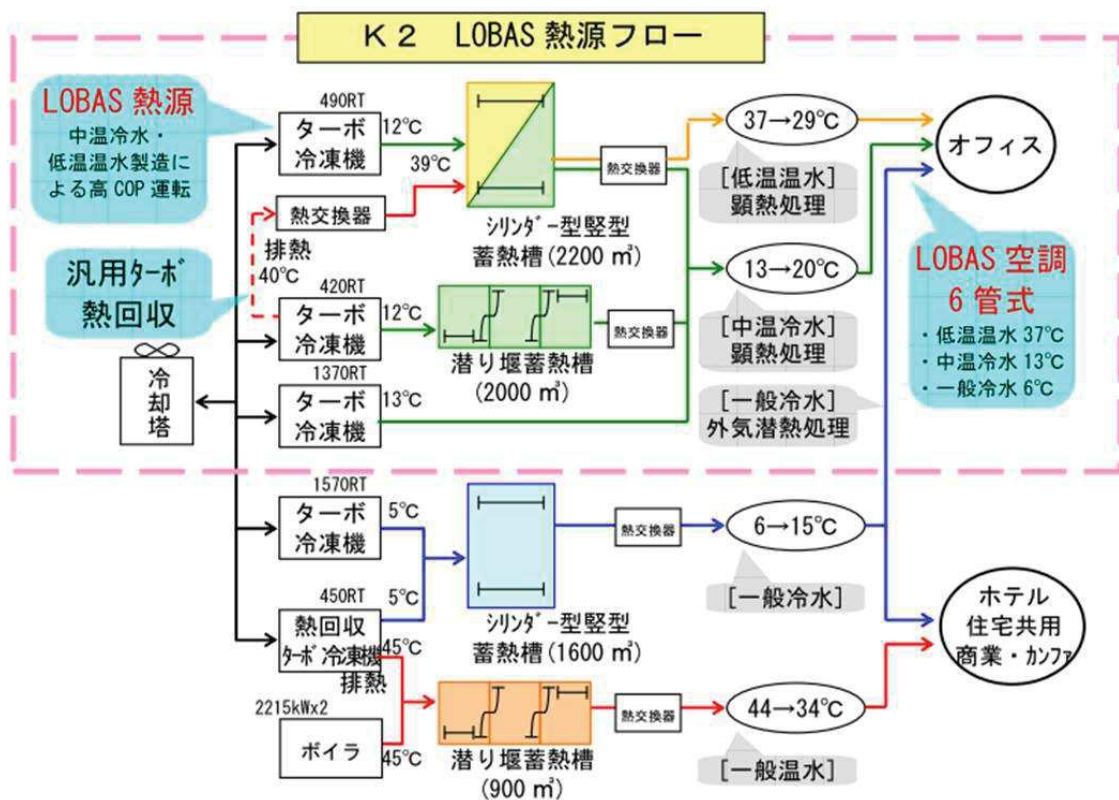 K2 LOBAS 熱源フロー
LOBAS 熱源
中温冷水・
低温温水製造に
よる高 COP 運転
490RT
ターボ
冷凍機
12℃
39℃
熱交換器
排熱
40℃
汎用ﾀｰﾎﾞ
熱回収
シリンダｰ型竪型
蓄熱槽(2200 ㎥)
熱交換器
37→29℃
[低温温水]
顕熱処理
オフィス
420RT
ターボ
冷凍機
12℃
潜り堰蓄熱槽
(2000 ㎥)
熱交換器
13→20℃
[中温冷水]
顕熱処理
LOBAS 空調
6 管式
・低温温水 37℃
・中温冷水 13℃
・一般冷水 6℃
冷却塔
1370RT
ターボ
冷凍機
13℃
[一般冷水]
外気潜熱処理
1570RT
ターボ
冷凍機
5℃
450RT
熱回収
ﾀｰﾎﾞ冷凍機
5℃
45℃
排熱
シリンダｰ型竪型
蓄熱槽(1600 ㎥)
熱交換器
6→15℃
[一般冷水]
ホテル
住宅共用
商業・ｶﾝﾌｧ
2215kWx2
ボイラ
45℃
潜り堰蓄熱槽
(900 ㎥)
熱交換器
44→34℃
[一般温水]